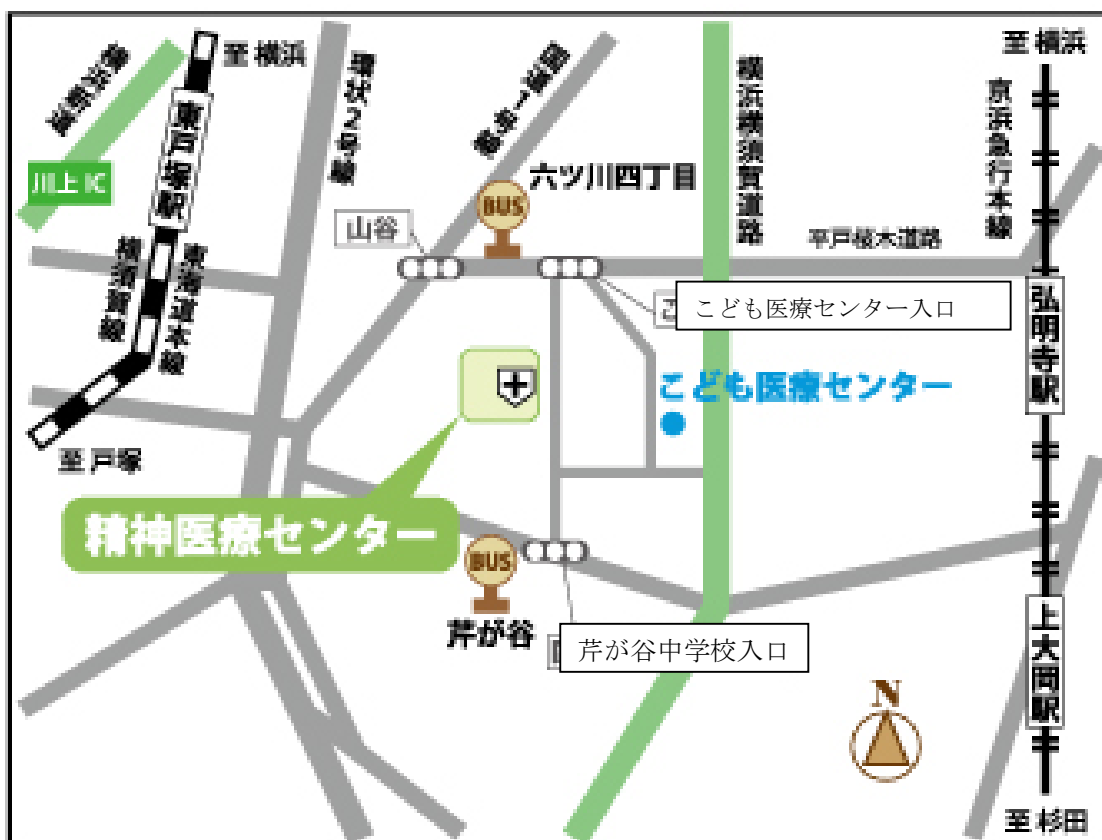 至 横浜
至 横浜
横浜新道
川上 IC
東戸塚駅
環状2号線
国道1号線
六ツ川四丁目
BUS
山谷
横浜横須賀道路
京浜急行本線
平戸桜木道路
こども医療センター入口
弘明寺駅
東海道本線
横須賀線
こども医療センター
至 戸塚
精神医療センター
BUS
芹が谷
芹が谷中学校入口
上大岡駅
N
至 杉田